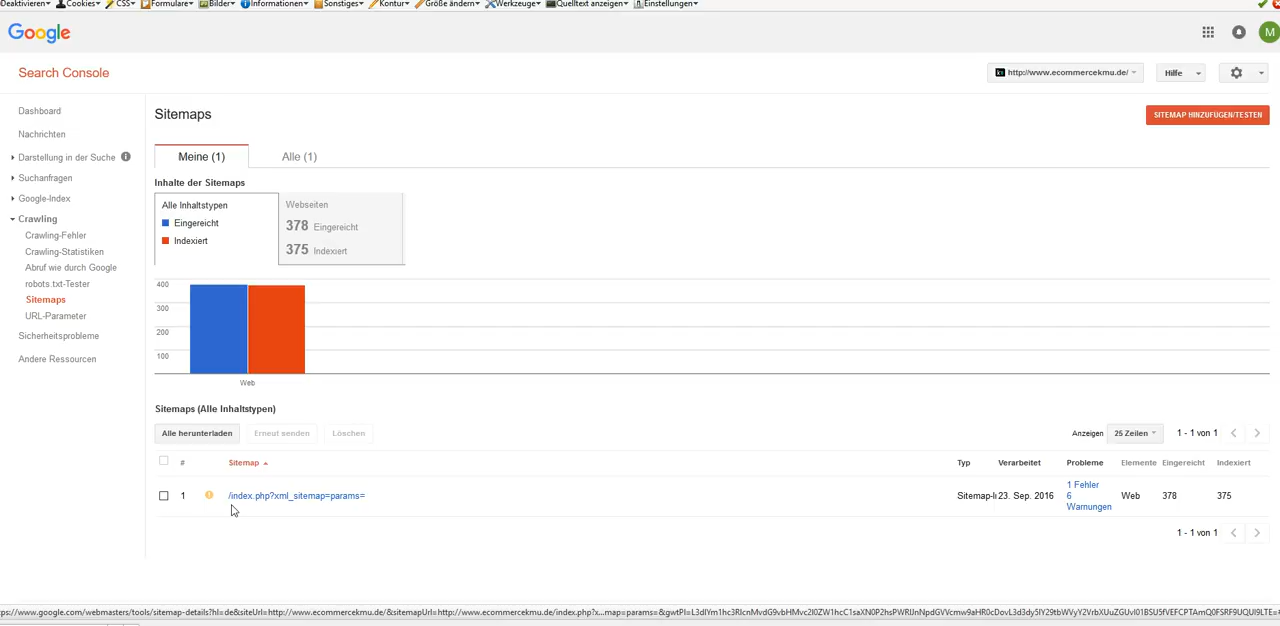 Deaktivieren▾ Cookies▾ CSS▾ Formulare▾ Bilder▾ Informationen▾ Sonstiges▾ Kontur▾ Größe ändern▾ Werkzeuge▾ Quelltext anzeigen▾ Einstellungen▾
Google
M
Search Console
http://www.ecommercekmu.de/
Hilfe
Dashboard
Nachrichten
Darstellung in der Suche
Suchanfragen
Google-Index
Crawling
Crawling-Fehler
Crawling-Statistiken
Abruf wie durch Google
robots.txt-Tester
Sitemaps
URL-Parameter
Sicherheitsprobleme
Andere Ressourcen
Sitemaps
SITEMAP HINZUFÜGEN/TESTEN
Meine (1) Alle (1)
Inhalte der Sitemaps
Alle Inhaltstypen
Eingereicht
Indexiert
Webseiten
378 Eingereicht
375 Indexiert
400
300
200
100
Web
Sitemaps (Alle Inhaltstypen)
Alle herunterladen Erneut senden Löschen
Anzeigen 25 Zeilen 1 - 1 von 1
# Sitemap Typ Verarbeitet Probleme Elemente Eingereicht Indexiert
1 /index.php?xml_sitemap=params= Sitemap-I 23. Sep. 2016 1 Fehler Web 378 375
6
Warnungen
1 - 1 von 1